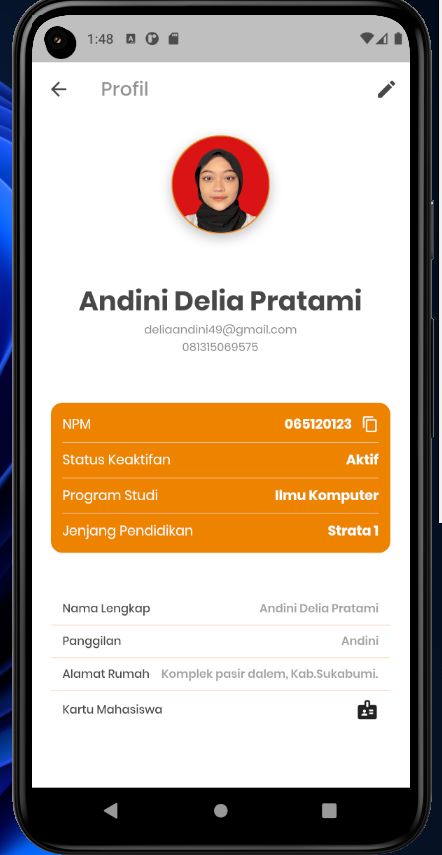 1:48
Profil
Andini Delia Pratami
deliaandini49@gmail.com
081315069575
NPM 065120123
Status Keaktifan Aktif
Program Studi Ilmu Komputer
Jenjang Pendidikan Strata 1
Nama Lengkap Andini Delia Pratami
Panggilan Andini
Alamat Rumah Komplek pasir dalem, Kab.Sukabumi.
Kartu Mahasiswa